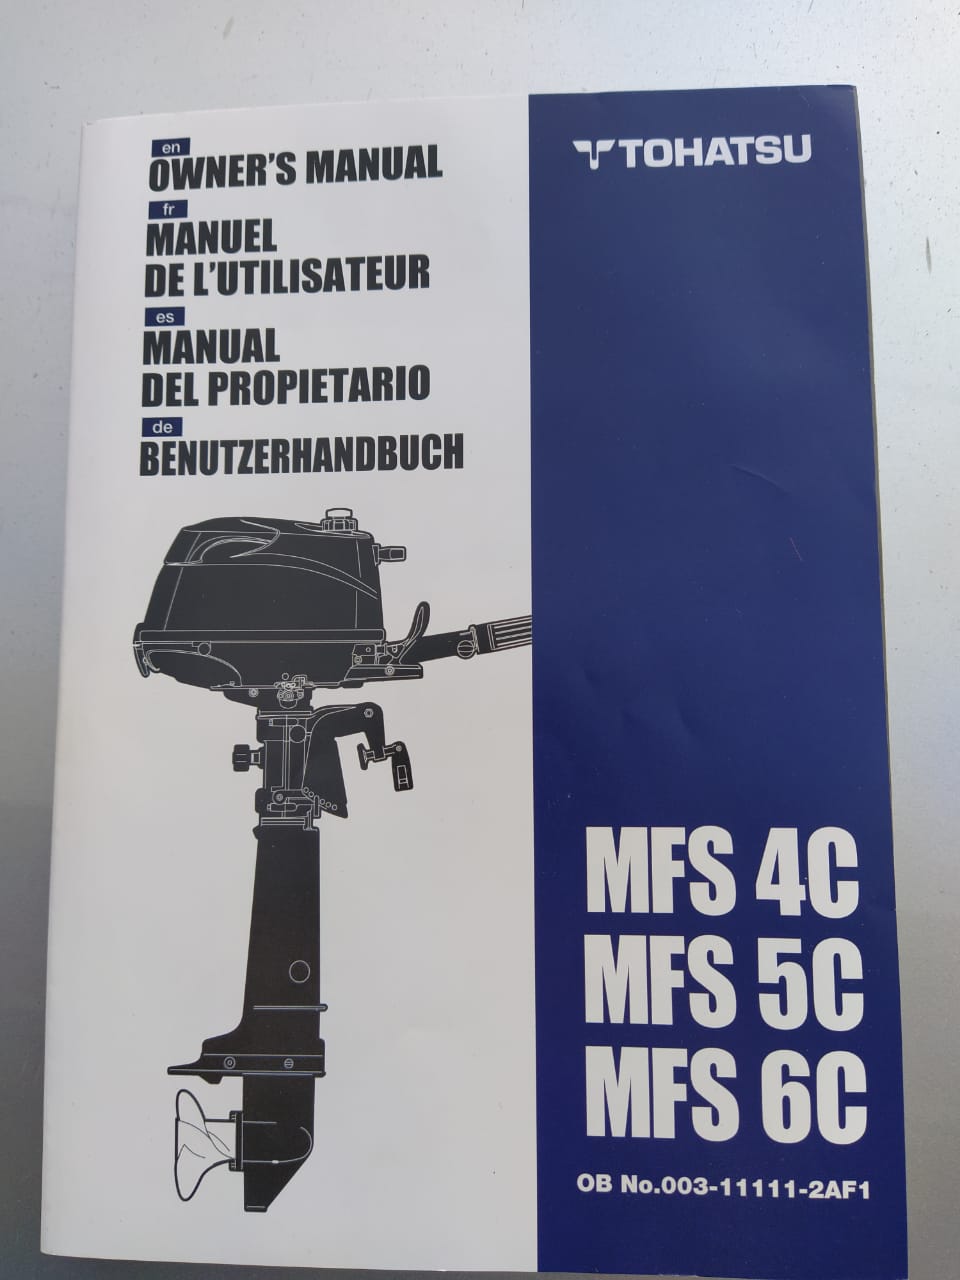 en
OWNER'S MANUAL
fr
MANUEL
DE L'UTILISATEUR
es
MANUAL
DEL PROPIETARIO
de
BENUTZERHANDBUCH
TOHATSU
MFS 4C
MFS 5C
MFS 6C
OB No.003-11111-2AF1